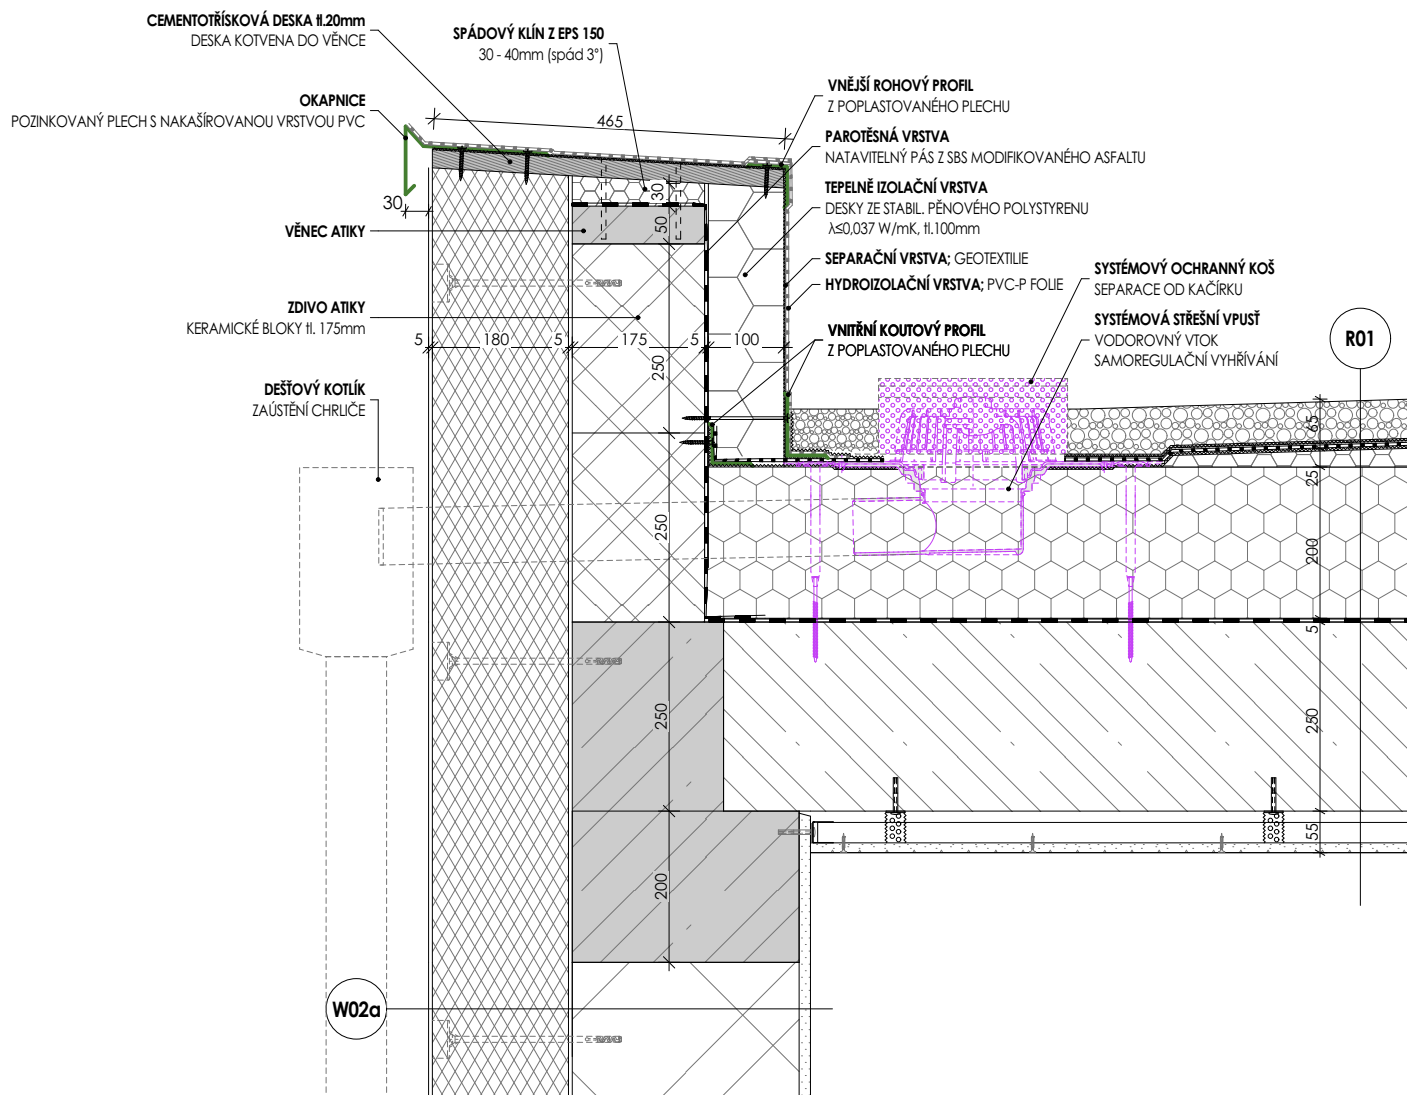 CEMENTOTŘÍSKOVÁ DESKA tl.20mm
DESKA KOTVENA DO VĚNCE
SPÁDOVÝ KLÍN Z EPS 150
30 - 40mm (spád 3°)
OKAPNICE
POZINKOVANÝ PLECH S NAKAŠÍROVANOU VRSTVOU PVC
VNĚJŠÍ ROHOVÝ PROFIL
Z POPLASTOVANÉHO PLECHU
PAROTĚSNÁ VRSTVA
NATAVITELNÝ PÁS Z SBS MODIFIKOVANÉHO ASFALTU
TEPELNĚ IZOLAČNÍ VRSTVA
DESKY ZE STABIL. PĚNOVÉHO POLYSTYRENU
λ≤0,037 W/mK, tl.100mm
SEPARAČNÍ VRSTVA; GEOTEXTILIE
HYDROIZOLAČNÍ VRSTVA; PVC-P FOLIE
VNITŘNÍ KOUTOVÝ PROFIL
Z POPLASTOVANÉHO PLECHU
SYSTÉMOVÝ OCHRANNÝ KOŠ
SEPARACE OD KAČÍRKU
SYSTÉMOVÁ STŘEŠNÍ VPUSŤ
VODOROVNÝ VTOK
SAMOREGULAČNÍ VYHŘÍVÁNÍ
R01
VĚNEC ATIKY
ZDIVO ATIKY
KERAMICKÉ BLOKY tl. 175mm
DEŠŤOVÝ KOTLÍK
ZAÚSTĚNÍ CHRLIČE
W02a
465
30
30
50
5
180
5
175
5
100
250
250
250
200
65
25
200
5
250
55